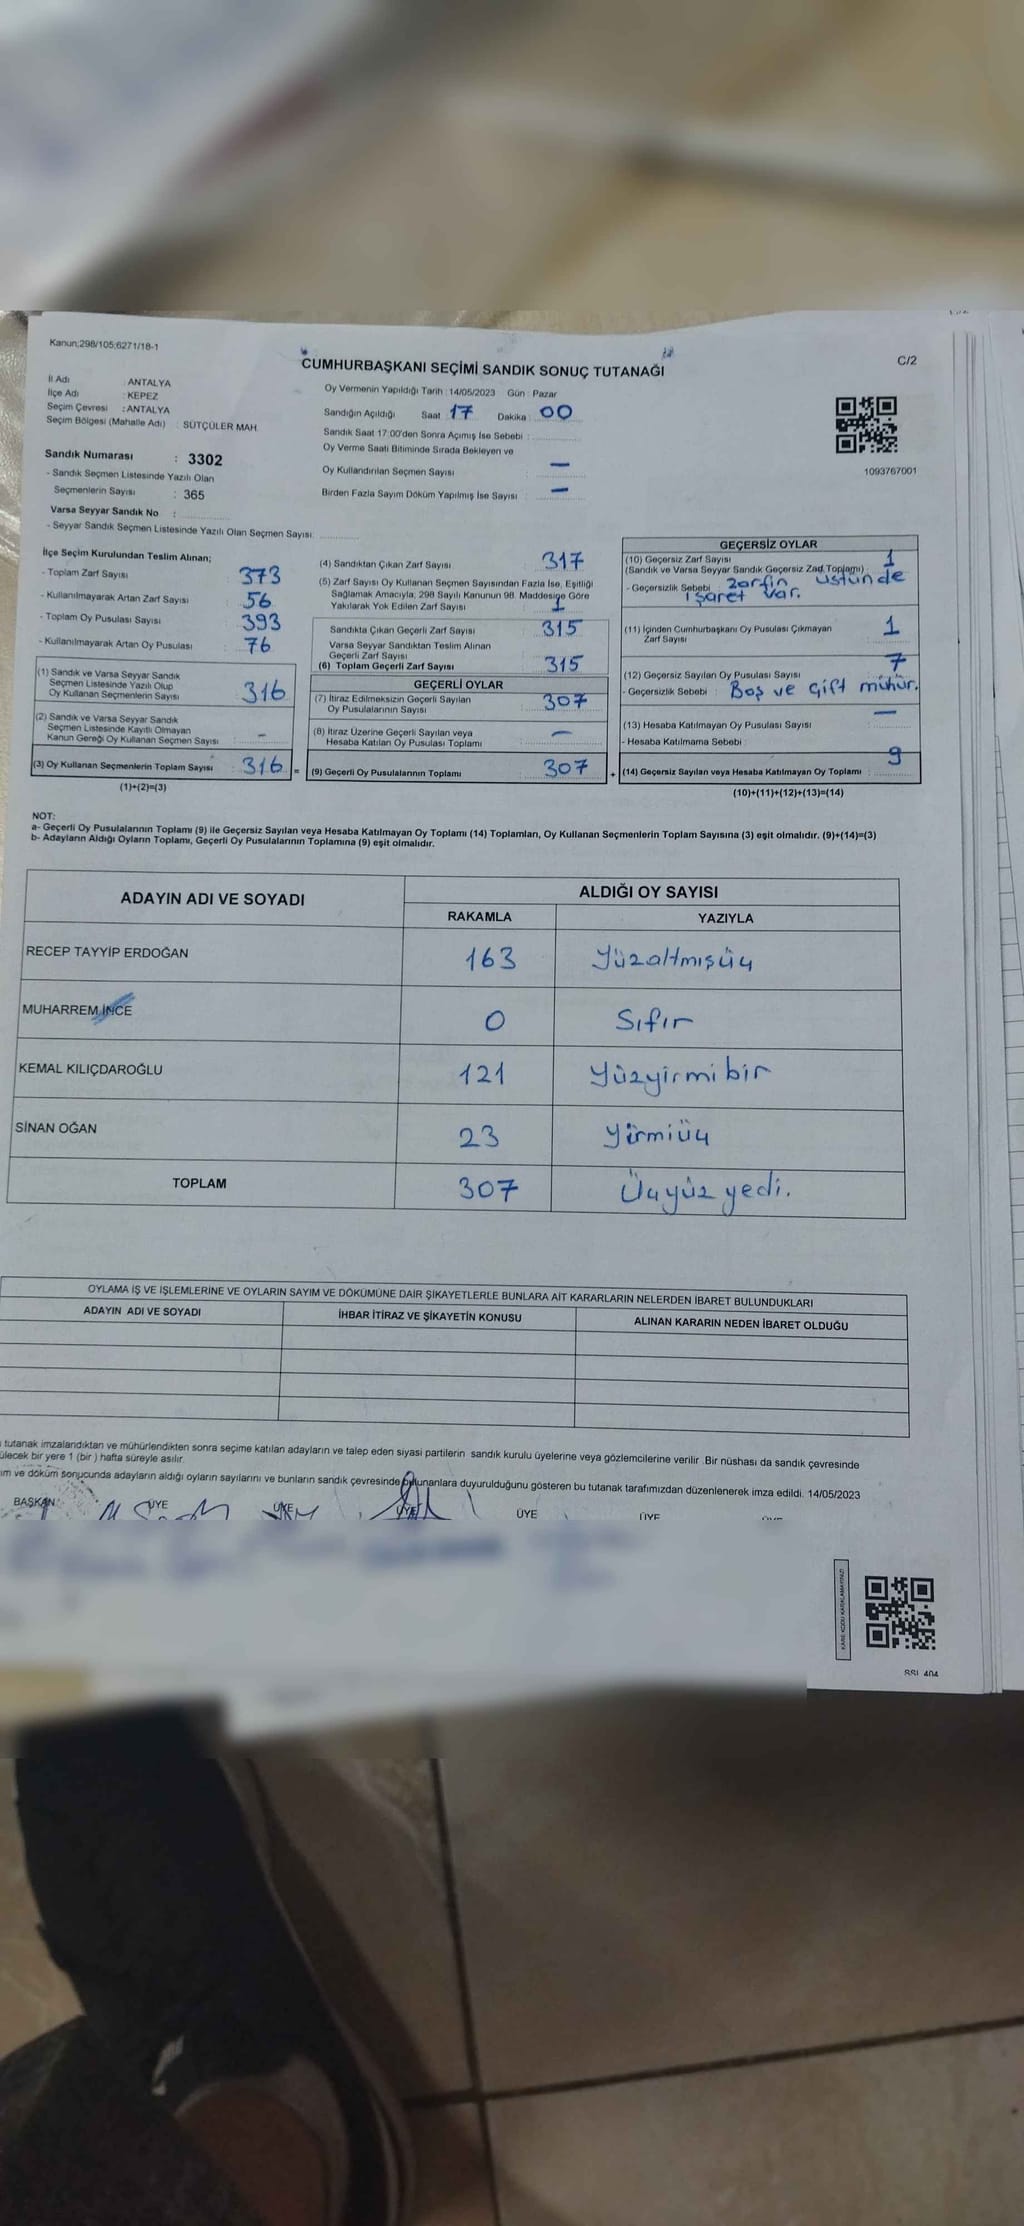 Kanun;298/105;6271/18-1
CUMHURBAŞKANI SEÇİMİ SANDIK SONUÇ TUTANAĞI
C/2
İl Adı : ANTALYA
İlçe Adı : KEPEZ
Seçim Çevresi : ANTALYA
Seçim Bölgesi (Mahalle Adı) : SÜTÇÜLER MAH.
Sandık Numarası : 3302
- Sandık Seçmen Listesinde Yazılı Olan
Seçmenlerin Sayısı : 365
Varsa Seyyar Sandık No :
- Seyyar Sandık Seçmen Listesinde Yazılı Olan Seçmen Sayısı:
Oy Vermenin Yapıldığı Tarih : 14/05/2023 Gün : Pazar
Sandığın Açıldığı Saat 17 Dakika : 00
Sandık Saat 17:00'den Sonra Açımış İse Sebebi :
Oy Verme Saati Bitiminde Sırada Bekleyen ve
Oy Kullandırılan Seçmen Sayısı : —
Birden Fazla Sayım Döküm Yapılmış İse Sayısı : —
1093767001
İlçe Seçim Kurulundan Teslim Alınan;
- Toplam Zarf Sayısı : 373
- Kullanılmayarak Artan Zarf Sayısı : 56
- Toplam Oy Pusulası Sayısı : 393
- Kullanılmayarak Artan Oy Pusulası : 76
(1) Sandık ve Varsa Seyyar Sandık
Seçmen Listesinde Yazılı Olup
Oy Kullanan Seçmenlerin Sayısı : 316
(2) Sandık ve Varsa Seyyar Sandık
Seçmen Listesinde Kayıtlı Olmayan
Kanun Gereği Oy Kullanan Seçmen Sayısı : -
(3) Oy Kullanan Seçmenlerin Toplam Sayısı : 316 =
(1)+(2)=(3)
(4) Sandıktan Çıkan Zarf Sayısı : 317
(5) Zarf Sayısı Oy Kullanan Seçmen Sayısından Fazla İse, Eşitliği
Sağlamak Amacıyla; 298 Sayılı Kanunun 98. Maddesine Göre
Yakılarak Yok Edilen Zarf Sayısı : 1
Sandıkta Çıkan Geçerli Zarf Sayısı : 315
Varsa Seyyar Sandıktan Teslim Alınan
Geçerli Zarf Sayısı
(6) Toplam Geçerli Zarf Sayısı : 315
GEÇERLİ OYLAR
(7) İtiraz Edilmeksizin Geçerli Sayılan
Oy Pusulalarının Sayısı : 307
(8) İtiraz Üzerine Geçerli Sayılan veya
Hesaba Katılan Oy Pusulası Toplamı : —
(9) Geçerli Oy Pusulalarının Toplamı : 307 +
GEÇERSİZ OYLAR
(10) Geçersiz Zarf Sayısı : 1
(Sandık ve Varsa Seyyar Sandık Geçersiz Zarf Toplamı)
- Geçersizlik Sebebi : Zarfın üstünde
işaret var.
(11) İçinden Cumhurbaşkanı Oy Pusulası Çıkmayan
Zarf Sayısı : 1
(12) Geçersiz Sayılan Oy Pusulası Sayısı : 7
- Geçersizlik Sebebi : Boş ve çift mühür.
(13) Hesaba Katılmayan Oy Pusulası Sayısı : —
- Hesaba Katılmama Sebebi :
(14) Geçersiz Sayılan veya Hesaba Katılmayan Oy Toplamı : 9
(10)+(11)+(12)+(13)=(14)
NOT:
a- Geçerli Oy Pusulalarının Toplamı (9) ile Geçersiz Sayılan veya Hesaba Katılmayan Oy Toplamı (14) Toplamları, Oy Kullanan Seçmenlerin Toplam Sayısına (3) eşit olmalıdır. (9)+(14)=(3)
b- Adayların Aldığı Oyların Toplamı, Geçerli Oy Pusulalarının Toplamına (9) eşit olmalıdır.
ADAYIN ADI VE SOYADI ALDIĞI OY SAYISI
RAKAMLA YAZIYLA
RECEP TAYYİP ERDOĞAN 163 Yüzaltmışüç
MUHARREM İNCE 0 Sıfır
KEMAL KILIÇDAROĞLU 121 Yüzyirmibir
SİNAN OĞAN 23 Yirmiüç
TOPLAM 307 Üçyüz yedi.
OYLAMA İŞ VE İŞLEMLERİNE VE OYLARIN SAYIM VE DÖKÜMÜNE DAİR ŞİKAYETLERLE BUNLARA AİT KARARLARIN NELERDEN İBARET BULUNDUKLARI
ADAYIN ADI VE SOYADI İHBAR İTİRAZ VE ŞİKAYETİN KONUSU ALINAN KARARIN NEDEN İBARET OLDUĞU
tutanak imzalandıktan ve mühürlendikten sonra seçime katılan adayların ve talep eden siyasi partilerin sandık kurulu üyelerine veya gözlemcilerine verilir. Bir nüshası da sandık çevresinde
ülecek bir yere 1 (bir) hafta süreyle asılır.
ım ve döküm sonucunda adayların aldığı oyların sayılarını ve bunların sandık çevresinde bulunanlara duyurulduğunu gösteren bu tutanak tarafımızdan düzenlenerek imza edildi. 14/05/2023
BAŞKAN ÜYE ÜYE ÜYE ÜYE ÜYE